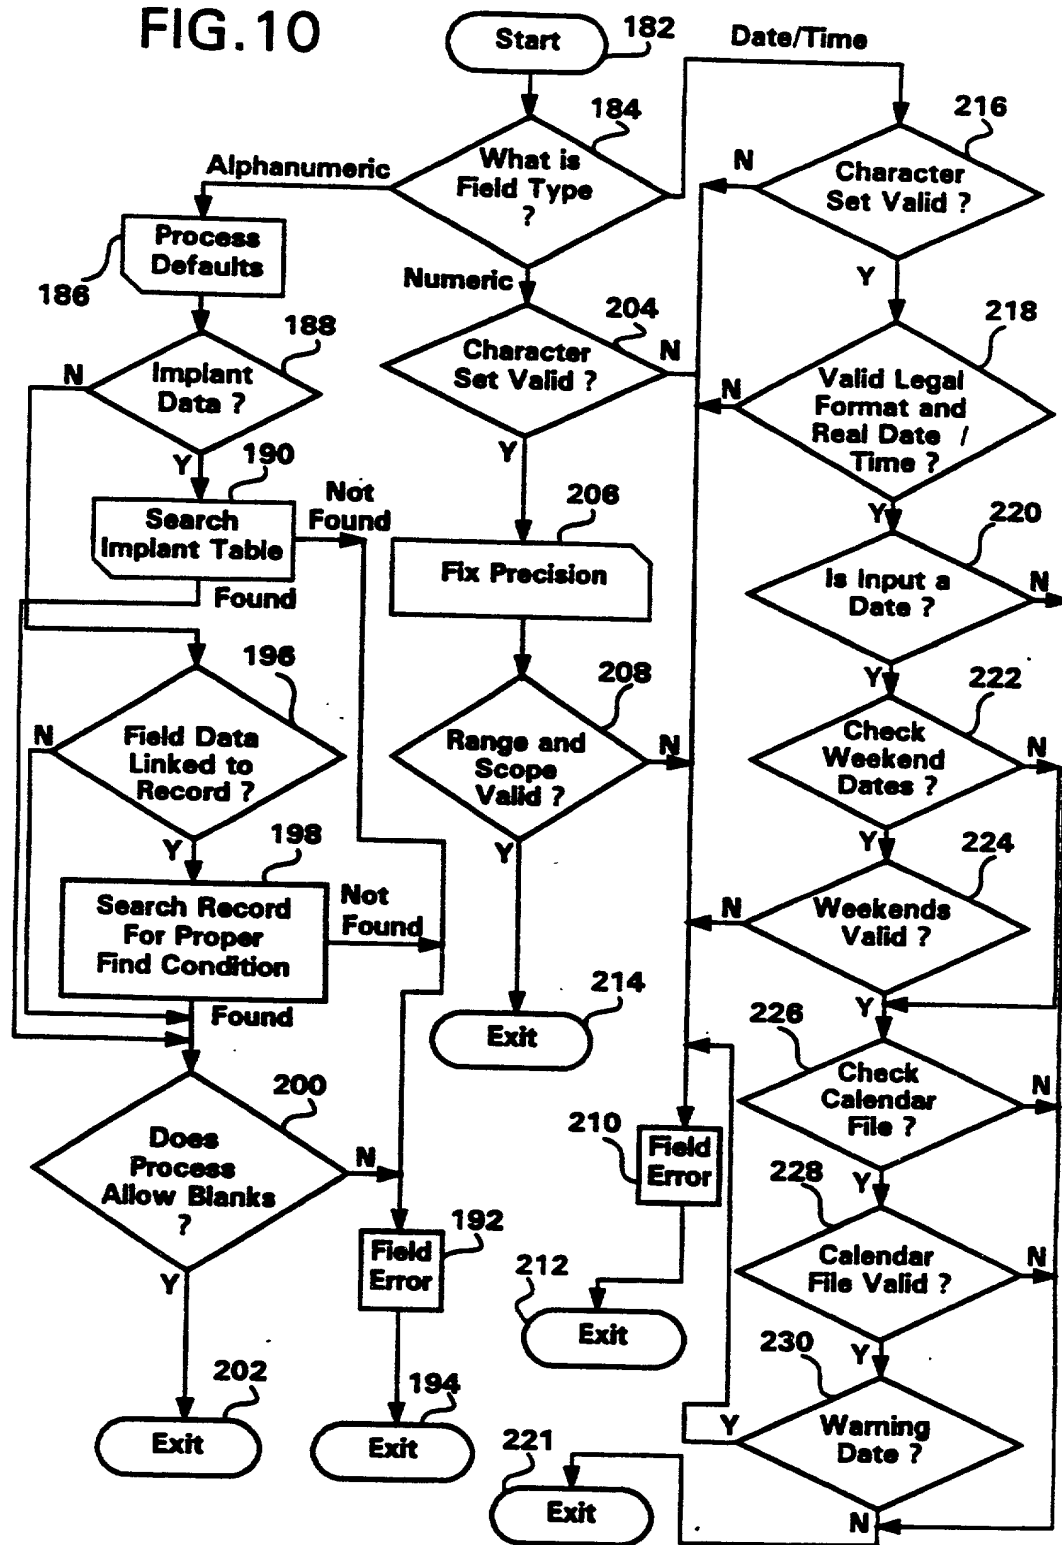 FIG.10
Start
182
Date/Time
184
What is
Field Type
?
Alphanumeric
216
N
Character
Set Valid ?
Y
Process
Defaults
186
Numeric
204
Character
Set Valid ?
N
Y
188
N
Implant
Data ?
Y
218
N
Valid Legal
Format and
Real Date /
Time ?
Y
190
Search
Implant Table
Not
Found
Found
206
Fix Precision
220
Is Input a
Date ?
N
Y
196
N
Field Data
Linked to
Record ?
Y
208
Range and
Scope
Valid ?
N
Y
222
Check
Weekend
Dates ?
N
Y
198
Search Record
For Proper
Find Condition
Not
Found
Found
224
N
Weekends
Valid ?
Y
214
Exit
226
Check
Calendar
File ?
N
Y
200
Does
Process
Allow Blanks
?
N
Y
210
Field
Error
228
Calendar
File Valid ?
N
Y
192
Field
Error
212
Exit
230
Y
Warning
Date ?
N
202
Exit
194
Exit
221
Exit